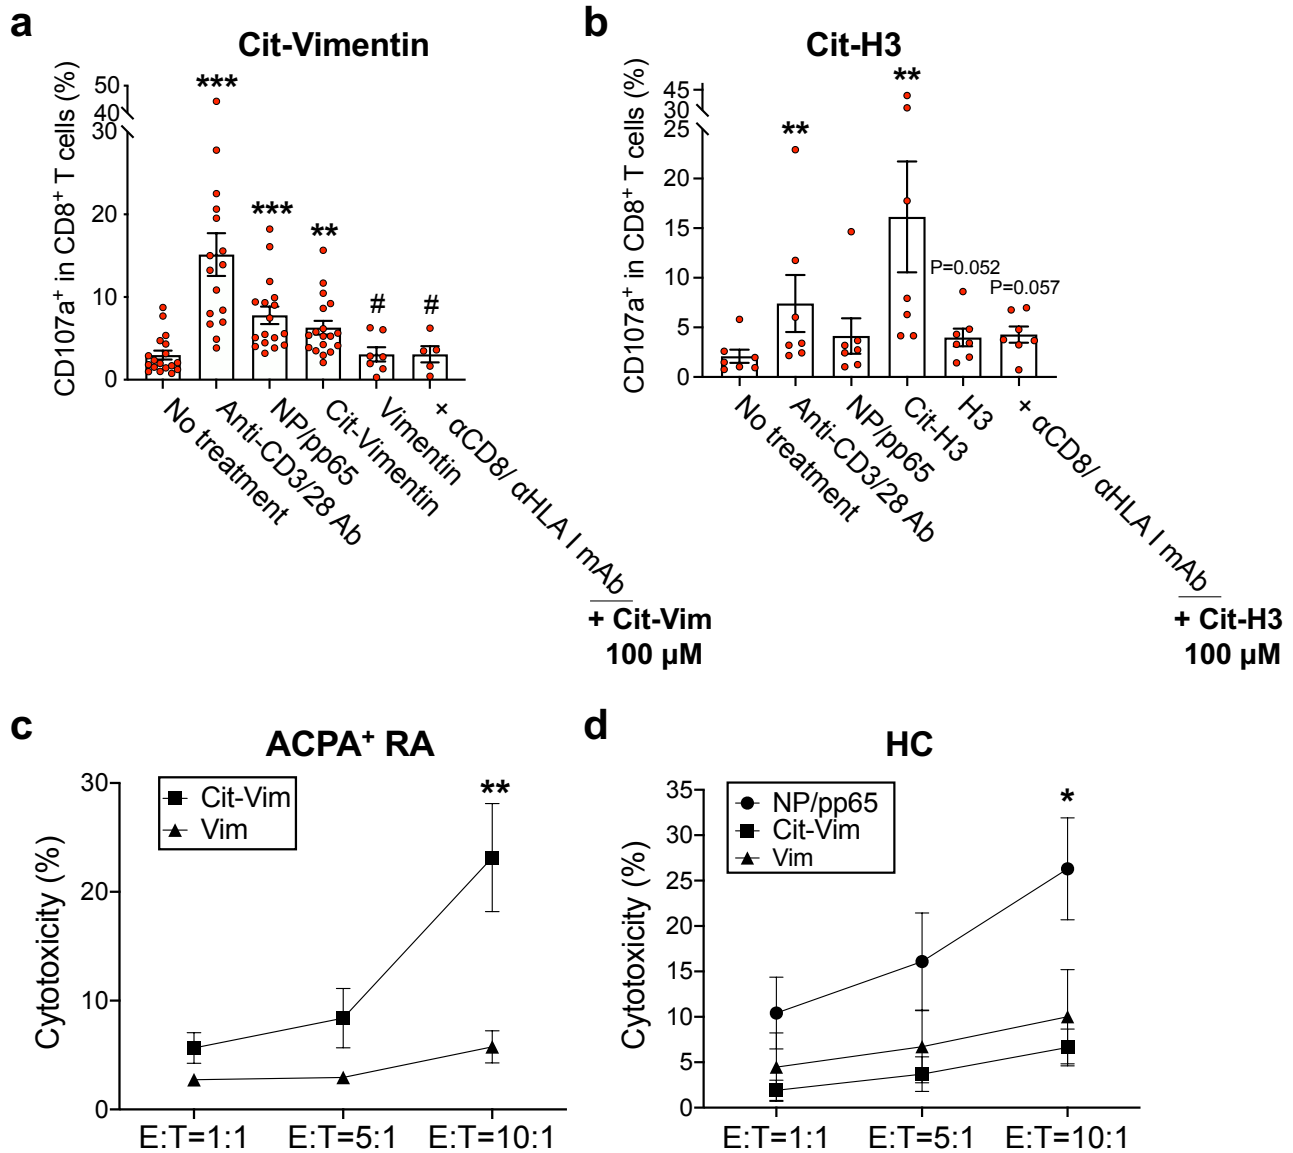 a
Cit-Vimentin
CD107a+ in CD8+ T cells (%)
50
40
30
20
10
0
***
***
**
#
#
No treatment
Anti-CD3/28 Ab
NP/pp65
Cit-Vimentin
Vimentin
+ αCD8/ αHLA I mAb
+ Cit-Vim
100 µM
b
Cit-H3
CD107a+ in CD8+ T cells (%)
45
30
25
20
15
10
5
0
**
**
P=0.052
P=0.057
No treatment
Anti-CD3/28 Ab
NP/pp65
Cit-H3
H3
+ αCD8/ αHLA I mAb
+ Cit-H3
100 µM
c
ACPA+ RA
Cytotoxicity (%)
30
20
10
0
Cit-Vim
Vim
**
E:T=1:1
E:T=5:1
E:T=10:1
d
HC
Cytotoxicity (%)
35
30
25
20
15
10
5
0
NP/pp65
Cit-Vim
Vim
*
E:T=1:1
E:T=5:1
E:T=10:1